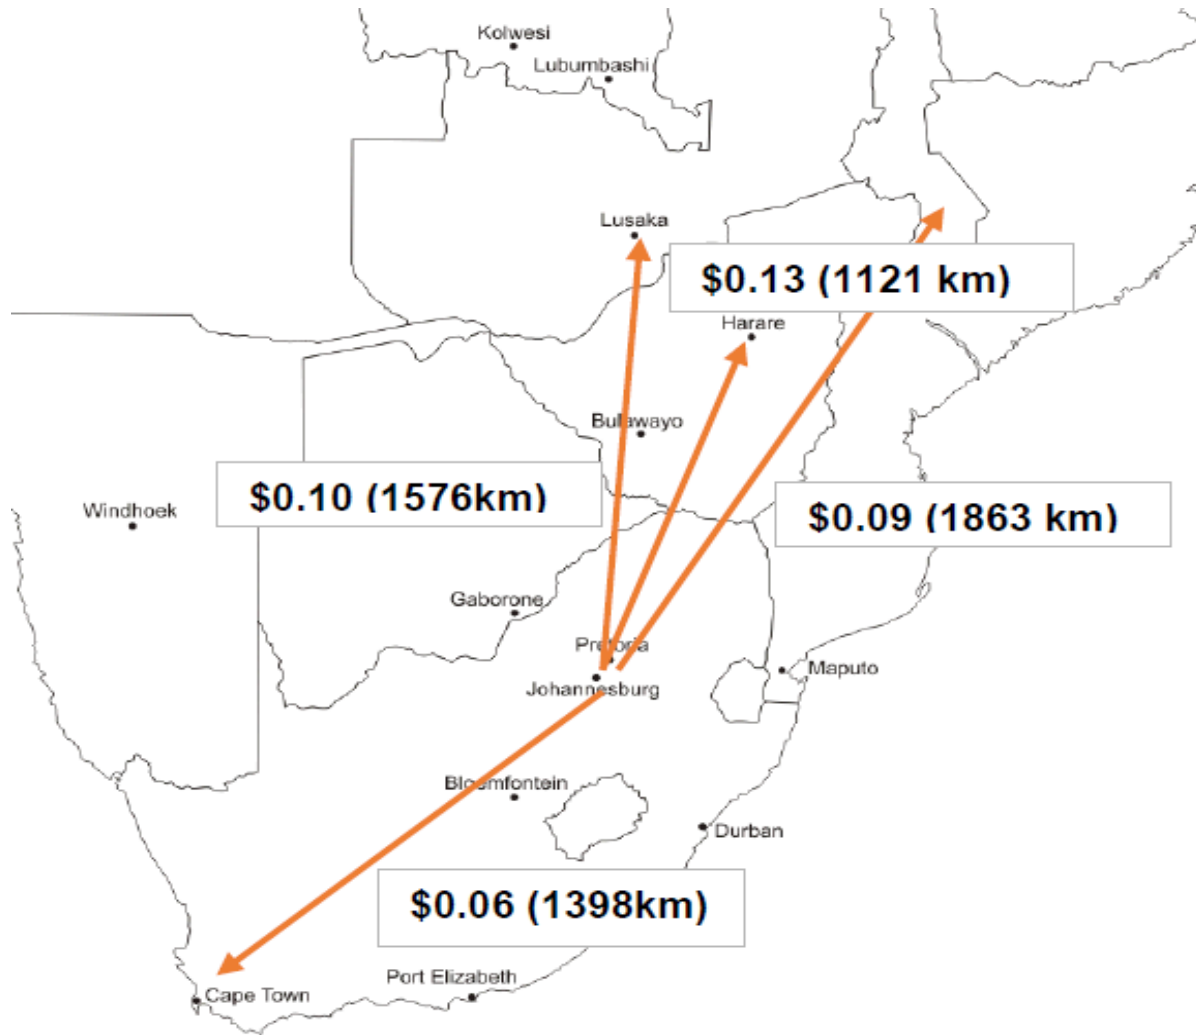 Kolwesi
Lubumbashi
Lusaka
$0.13 (1121 km)
Harare
Bulawayo
$0.10 (1576km)
$0.09 (1863 km)
Windhoek
Gaborone
Pretoria
Maputo
Johannesburg
Bloemfontein
Durban
$0.06 (1398km)
Port Elizabeth
Cape Town